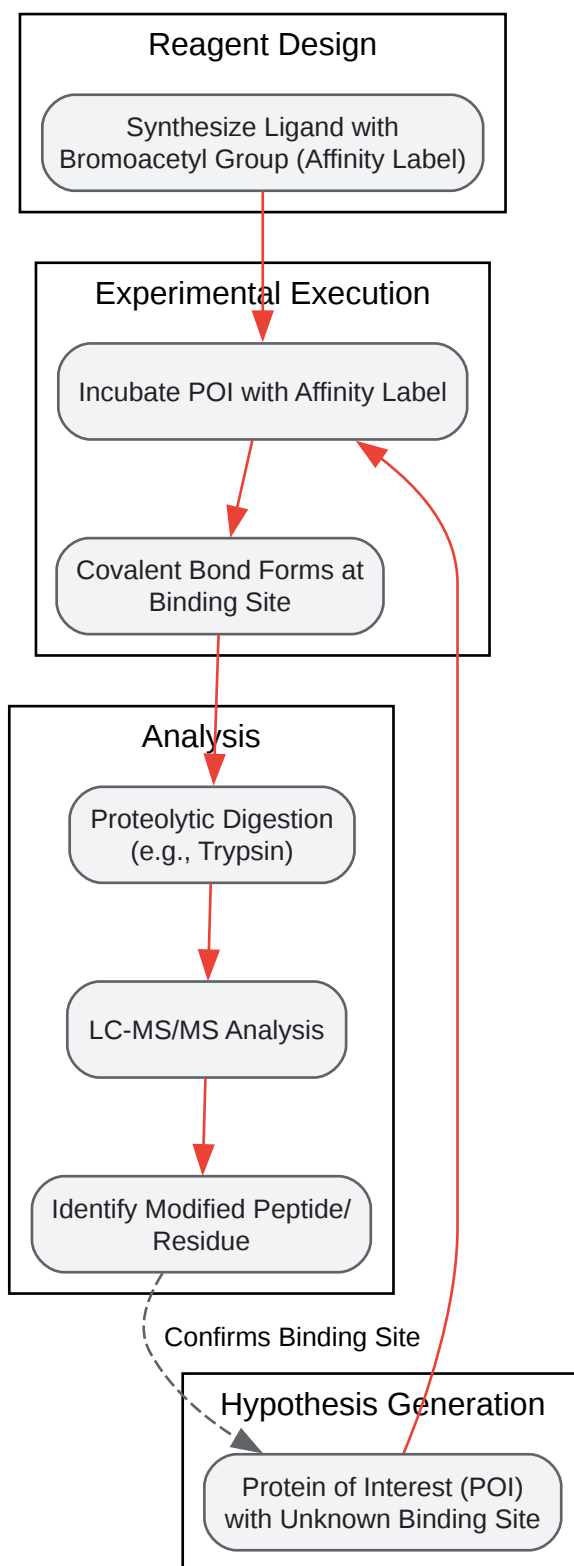 Reagent Design
Synthesize Ligand with
Bromoacetyl Group (Affinity Label)
Experimental Execution
Incubate POI with Affinity Label
Covalent Bond Forms at
Binding Site
Analysis
Proteolytic Digestion
(e.g., Trypsin)
LC-MS/MS Analysis
Identify Modified Peptide/
Residue
Confirms Binding Site
Hypothesis Generation
Protein of Interest (POI)
with Unknown Binding Site